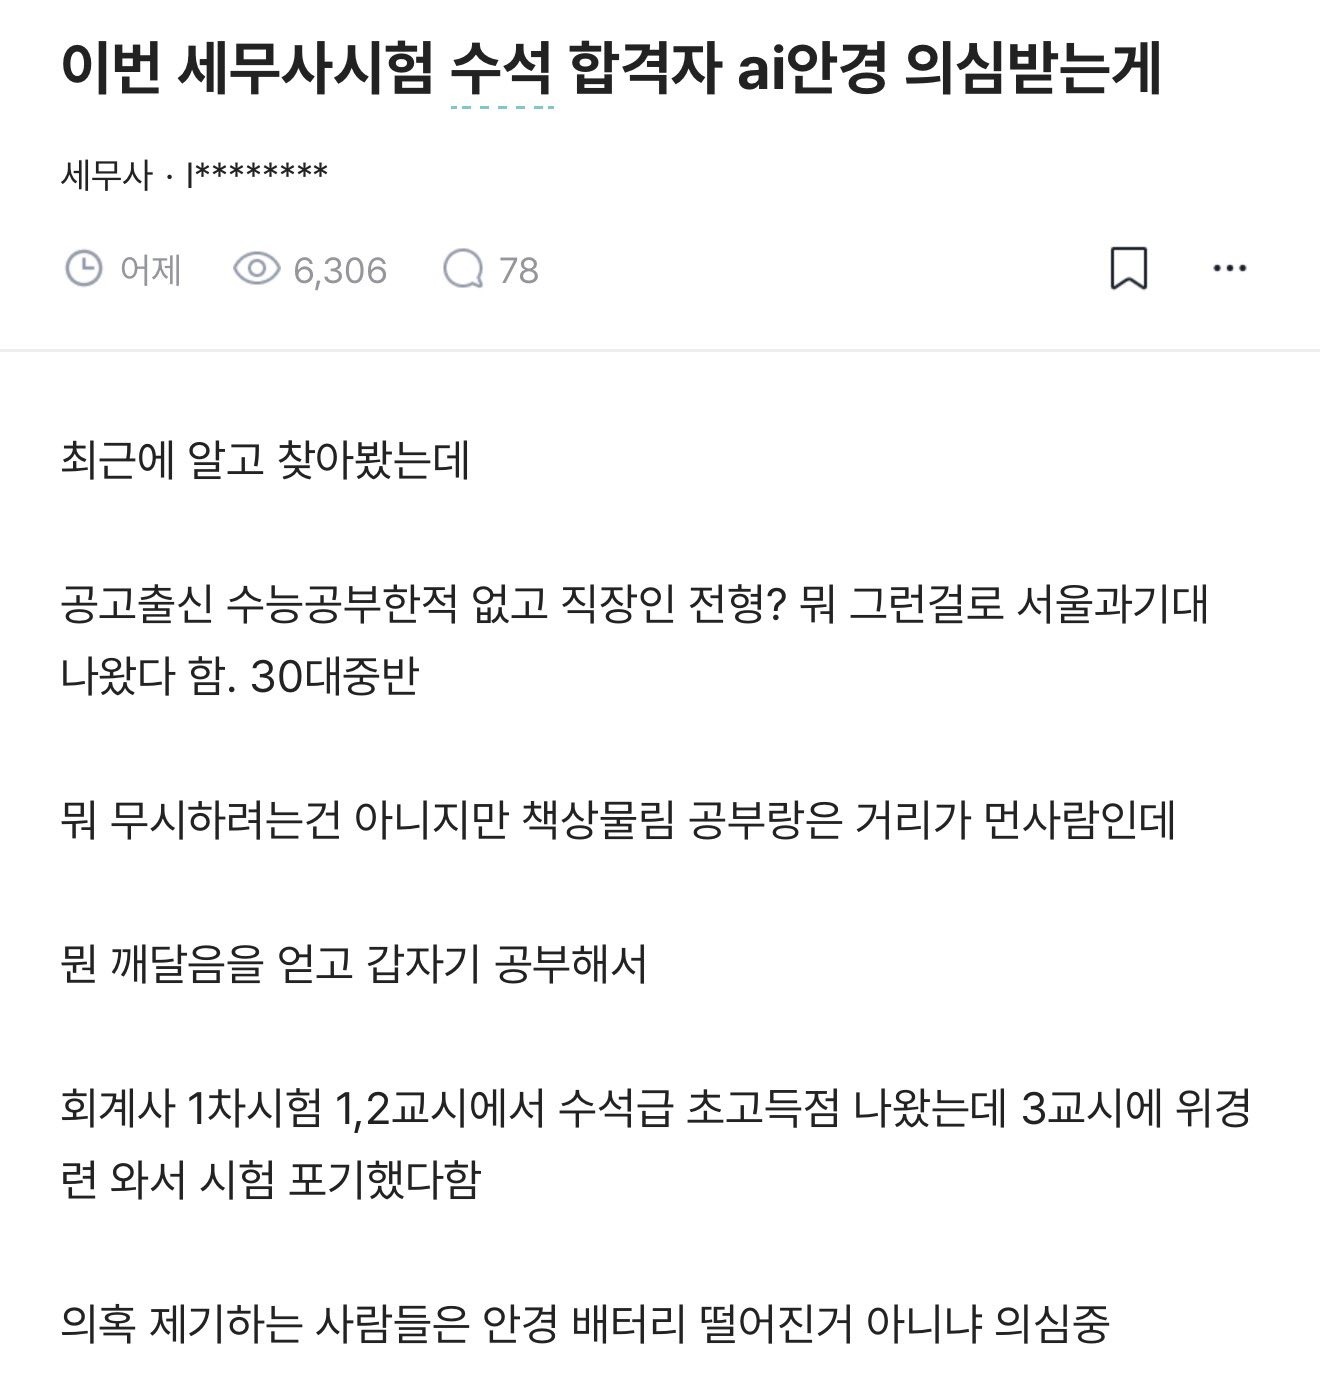 이번 세무사시험 수석 합격자 ai안경 의심받는게
세무사 · l********
어제 6,306 78
최근에 알고 찾아봤는데
공고출신 수능공부한적 없고 직장인 전형? 뭐 그런걸로 서울과기대
나왔다 함. 30대중반
뭐 무시하려는건 아니지만 책상물림 공부랑은 거리가 먼사람인데
뭔 깨달음을 얻고 갑자기 공부해서
회계사 1차시험 1,2교시에서 수석급 초고득점 나왔는데 3교시에 위경
련 와서 시험 포기했다함
의혹 제기하는 사람들은 안경 배터리 떨어진거 아니냐 의심중